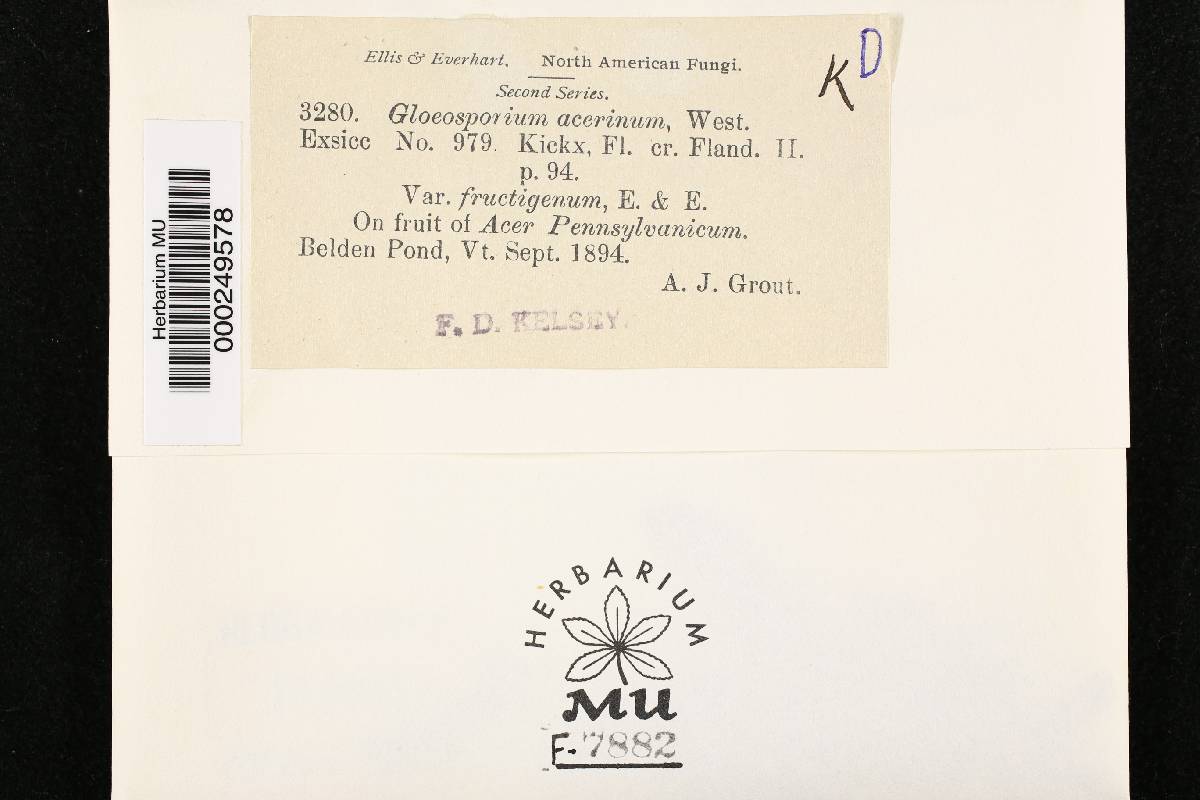 Ellis & Everhart. North American Fungi.
Second Series.
3280. Gloeosporium acerinum, West.
Exsicc No. 979. Kickx, Fl. cr. Fland. II.
p. 94.
Var. fructigenum, E. & E.
On fruit of Acer Pennsylvanicum.
Belden Pond, Vt. Sept. 1894.
A. J. Grout.
F. D. KELSEY.
K D
Herbarium MU
000249578
HERBARIUM
MU
F-7882